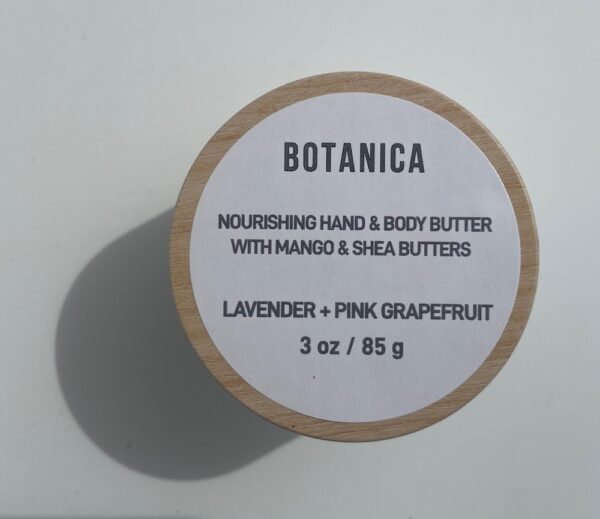 BOTANICA
NOURISHING HAND & BODY BUTTER
WITH MANGO & SHEA BUTTERS
LAVENDER + PINK GRAPEFRUIT
3 oz / 85 g